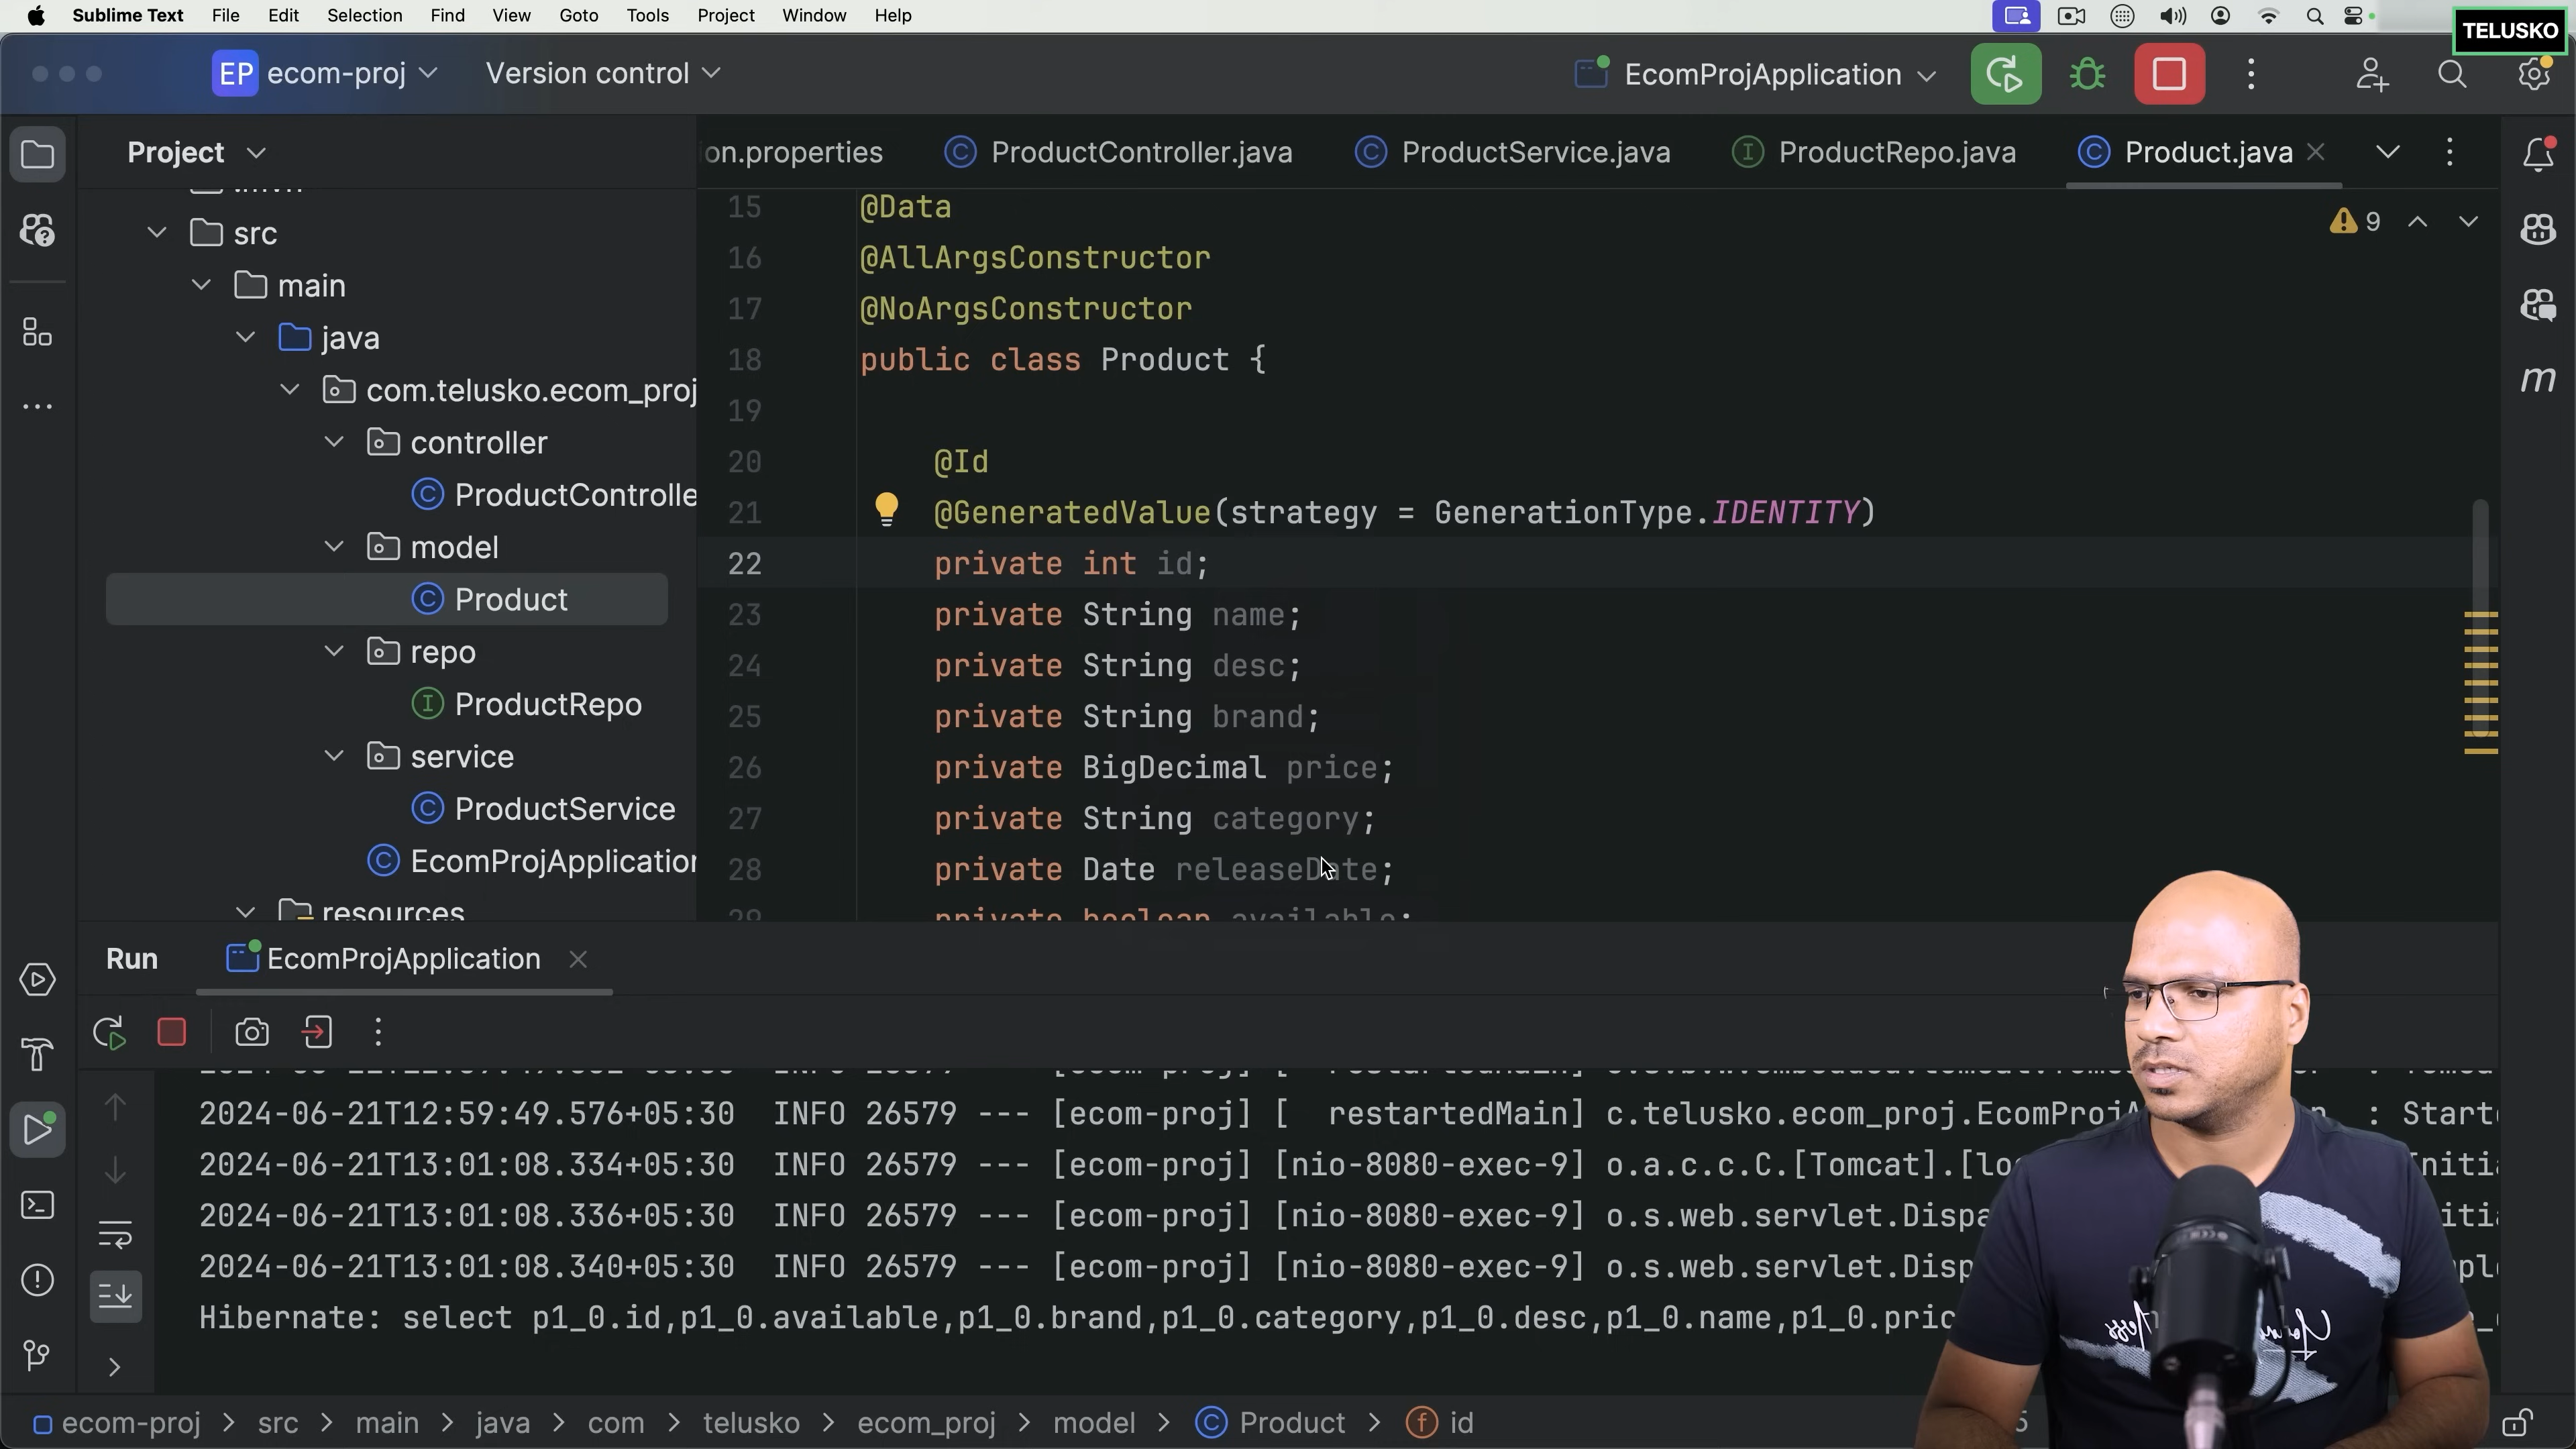 Sublime Text File Edit Selection Find View Goto Tools Project Window Help
TELUSKO
EP ecom-proj Version control EcomProjApplication
Project
on.properties ProductController.java ProductService.java ProductRepo.java Product.java
src
main
java
com.telusko.ecom_proj
controller
ProductControlle
model
Product
repo
ProductRepo
service
ProductService
EcomProjApplication
resources
9
15 @Data
16 @AllArgsConstructor
17 @NoArgsConstructor
18 public class Product {
19
20 @Id
21 @GeneratedValue(strategy = GenerationType.IDENTITY)
22 private int id;
23 private String name;
24 private String desc;
25 private String brand;
26 private BigDecimal price;
27 private String category;
28 private Date releaseDate;
29 private boolean available;
m
Run EcomProjApplication
2024-06-21T12:59:49.576+05:30 INFO 26579 --- [ecom-proj] [ restartedMain] c.telusko.ecom_proj.EcomProjA : Starte
2024-06-21T13:01:08.334+05:30 INFO 26579 --- [ecom-proj] [nio-8080-exec-9] o.a.c.c.C.[Tomcat].[lo
2024-06-21T13:01:08.336+05:30 INFO 26579 --- [ecom-proj] [nio-8080-exec-9] o.s.web.servlet.Dispa
2024-06-21T13:01:08.340+05:30 INFO 26579 --- [ecom-proj] [nio-8080-exec-9] o.s.web.servlet.Disp
Hibernate: select p1_0.id,p1_0.available,p1_0.brand,p1_0.category,p1_0.desc,p1_0.name,p1_0.pric
ecom-proj > src > main > java > com > telusko > ecom_proj > model > Product > id